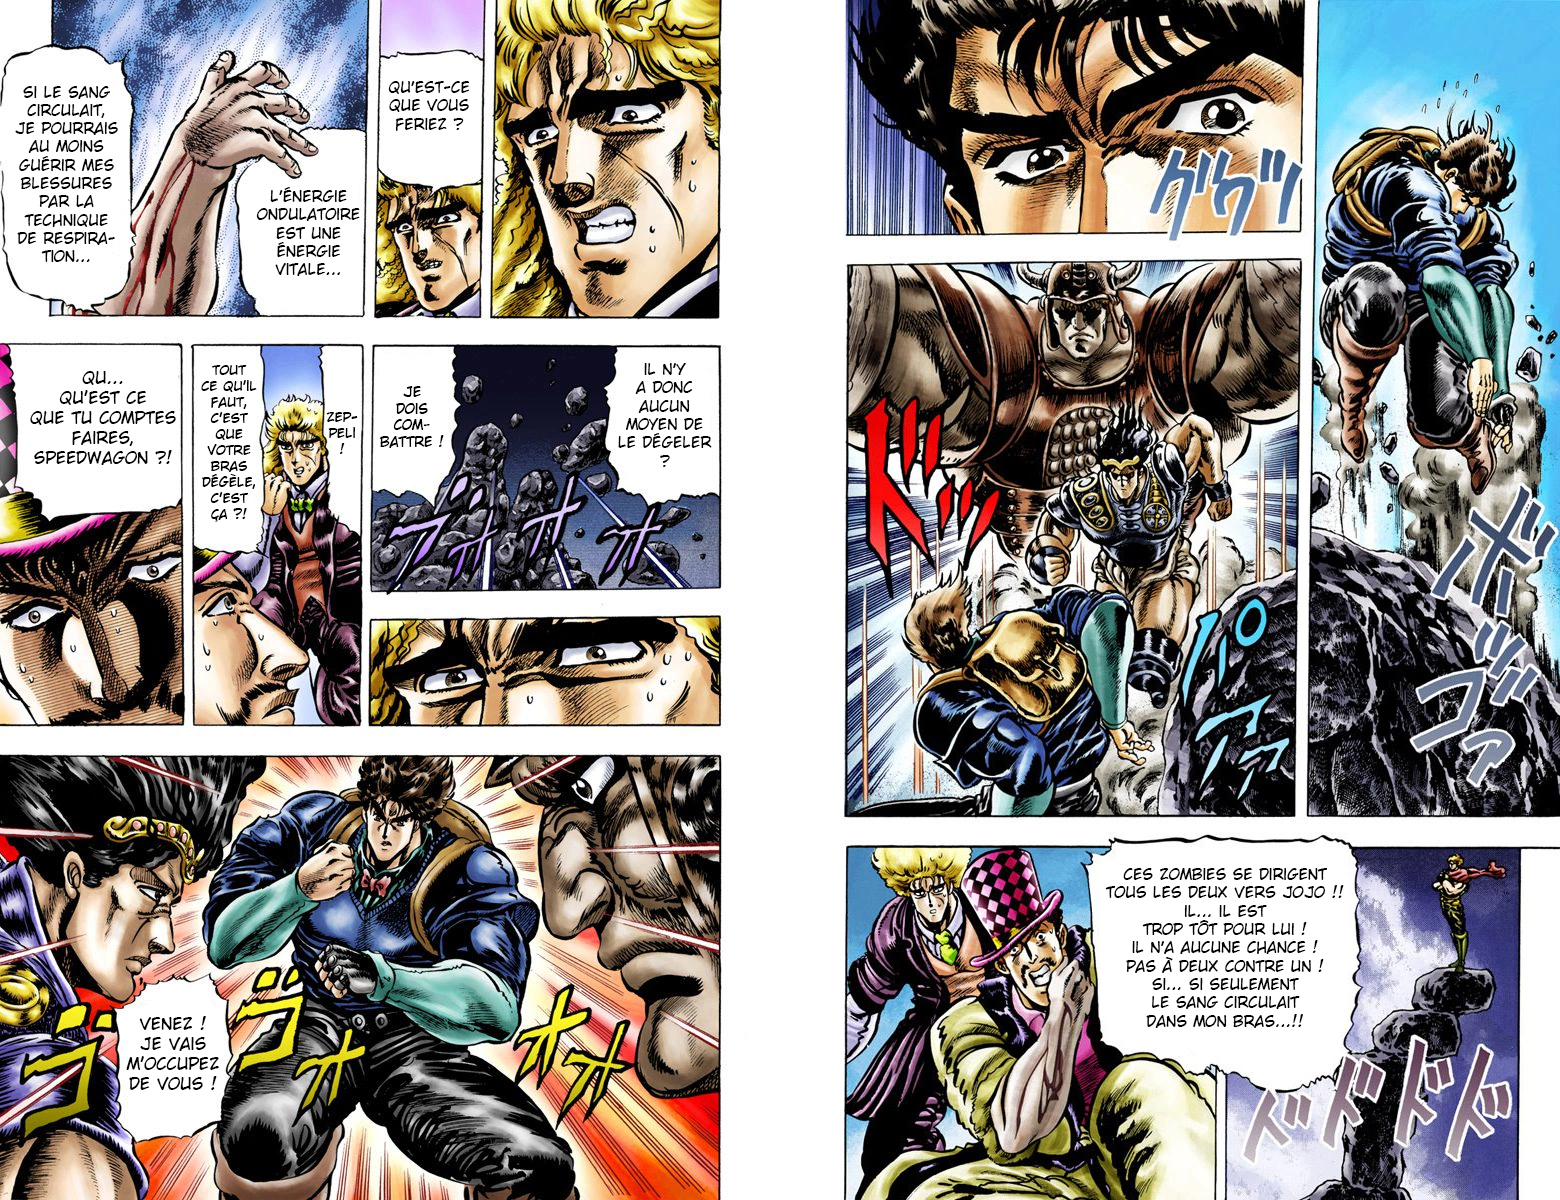 ボッゴァ
ググッ
ドドッ
パァァ
CES ZOMBIES SE DIRIGENT
TOUS LES DEUX VERS JOJO !!
IL... IL EST
TROP TÔT POUR LUI !
IL N'A AUCUNE CHANCE !
PAS À DEUX CONTRE UN !
SI... SI SEULEMENT
LE SANG CIRCULAIT
DANS MON BRAS...!!
ドドドド
QU'EST-CE
QUE VOUS
FERIEZ ?
L'ÉNERGIE
ONDULATOIRE
EST UNE
ÉNERGIE
VITALE...
SI LE SANG
CIRCULAIT,
JE POURRAIS
AU MOINS
GUÉRIR MES
BLESSURES
PAR LA
TECHNIQUE
DE RESPIRA-
TION...
IL N'Y
A DONC
AUCUN
MOYEN DE
LE DÉGELER
?
JE
DOIS
COM-
BATTRE !
ゴォオオ
ZEP-
PELI !
TOUT
CE QU'IL
FAUT,
C'EST
QUE
VOTRE
BRAS
DÉGÈLE,
C'EST
ÇA ?!
QU...
QU'EST CE
QUE TU COMPTES
FAIRES,
SPEEDWAGON ?!
VENEZ !
JE VAIS
M'OCCUPEZ
DE VOUS !
ゴゴオオオ